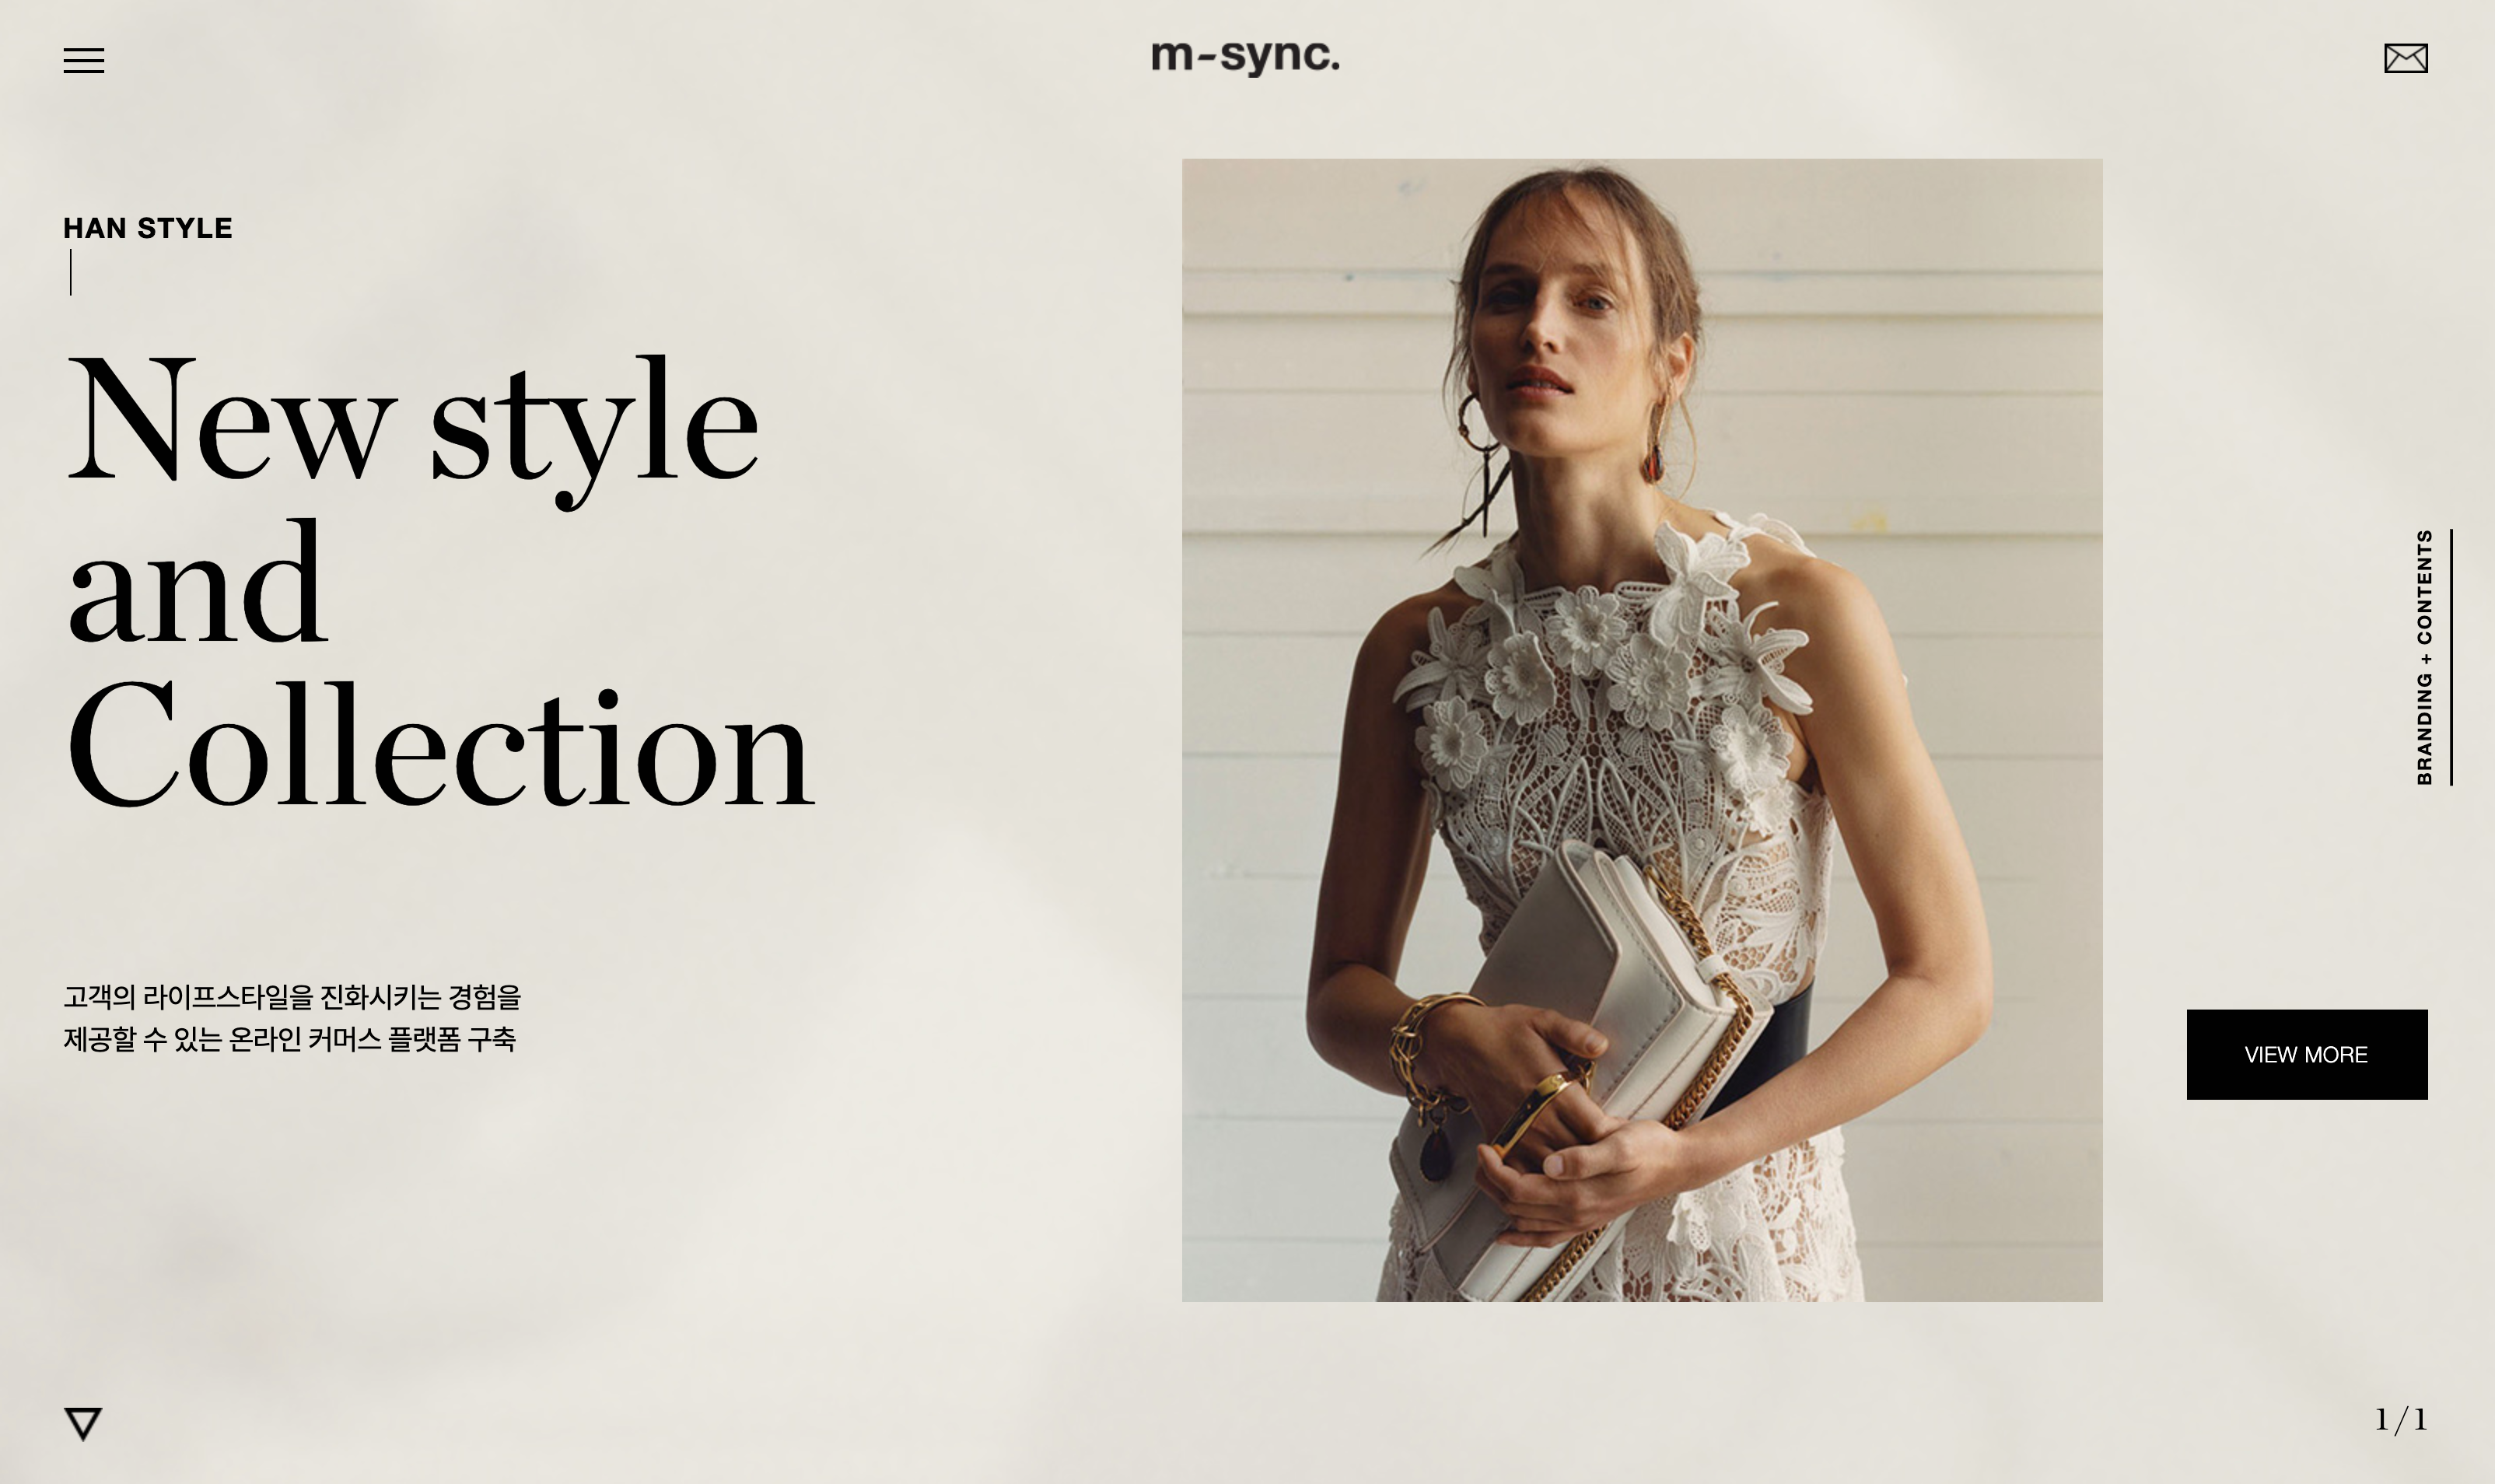 m-sync.
HAN STYLE
New style
and
Collection
고객의 라이프스타일을 진화시키는 경험을
제공할 수 있는 온라인 커머스 플랫폼 구축
BRANDING + CONTENTS
VIEW MORE
1 / 1